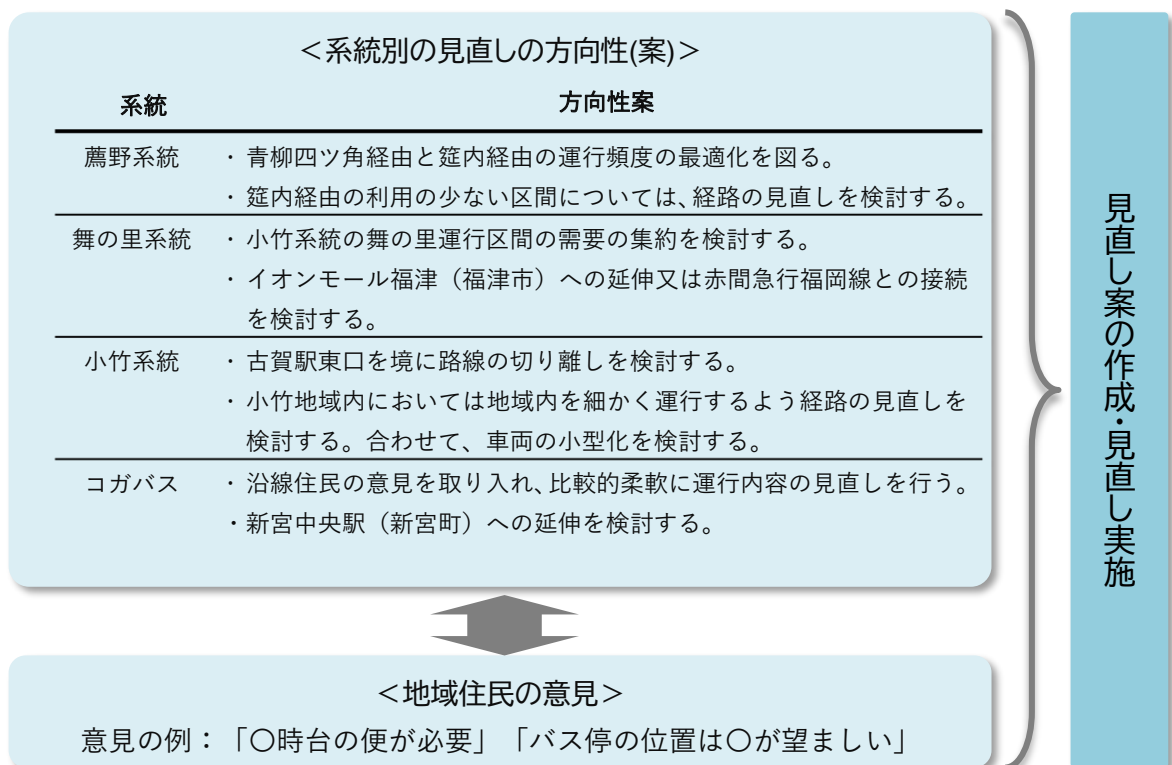 ＜系統別の見直しの方向性(案)＞
系統 方向性案
薦野系統 ・青柳四ツ角経由と筵内経由の運行頻度の最適化を図る。
・筵内経由の利用の少ない区間については、経路の見直しを検討する。
舞の里系統 ・小竹系統の舞の里運行区間の需要の集約を検討する。
・イオンモール福津（福津市）への延伸又は赤間急行福岡線との接続
を検討する。
小竹系統 ・古賀駅東口を境に路線の切り離しを検討する。
・小竹地域内においては地域内を細かく運行するよう経路の見直しを
検討する。合わせて、車両の小型化を検討する。
コガバス ・沿線住民の意見を取り入れ、比較的柔軟に運行内容の見直しを行う。
・新宮中央駅（新宮町）への延伸を検討する。
＜地域住民の意見＞
意見の例：「〇時台の便が必要」「バス停の位置は〇が望ましい」
見直し案の作成・見直し実施